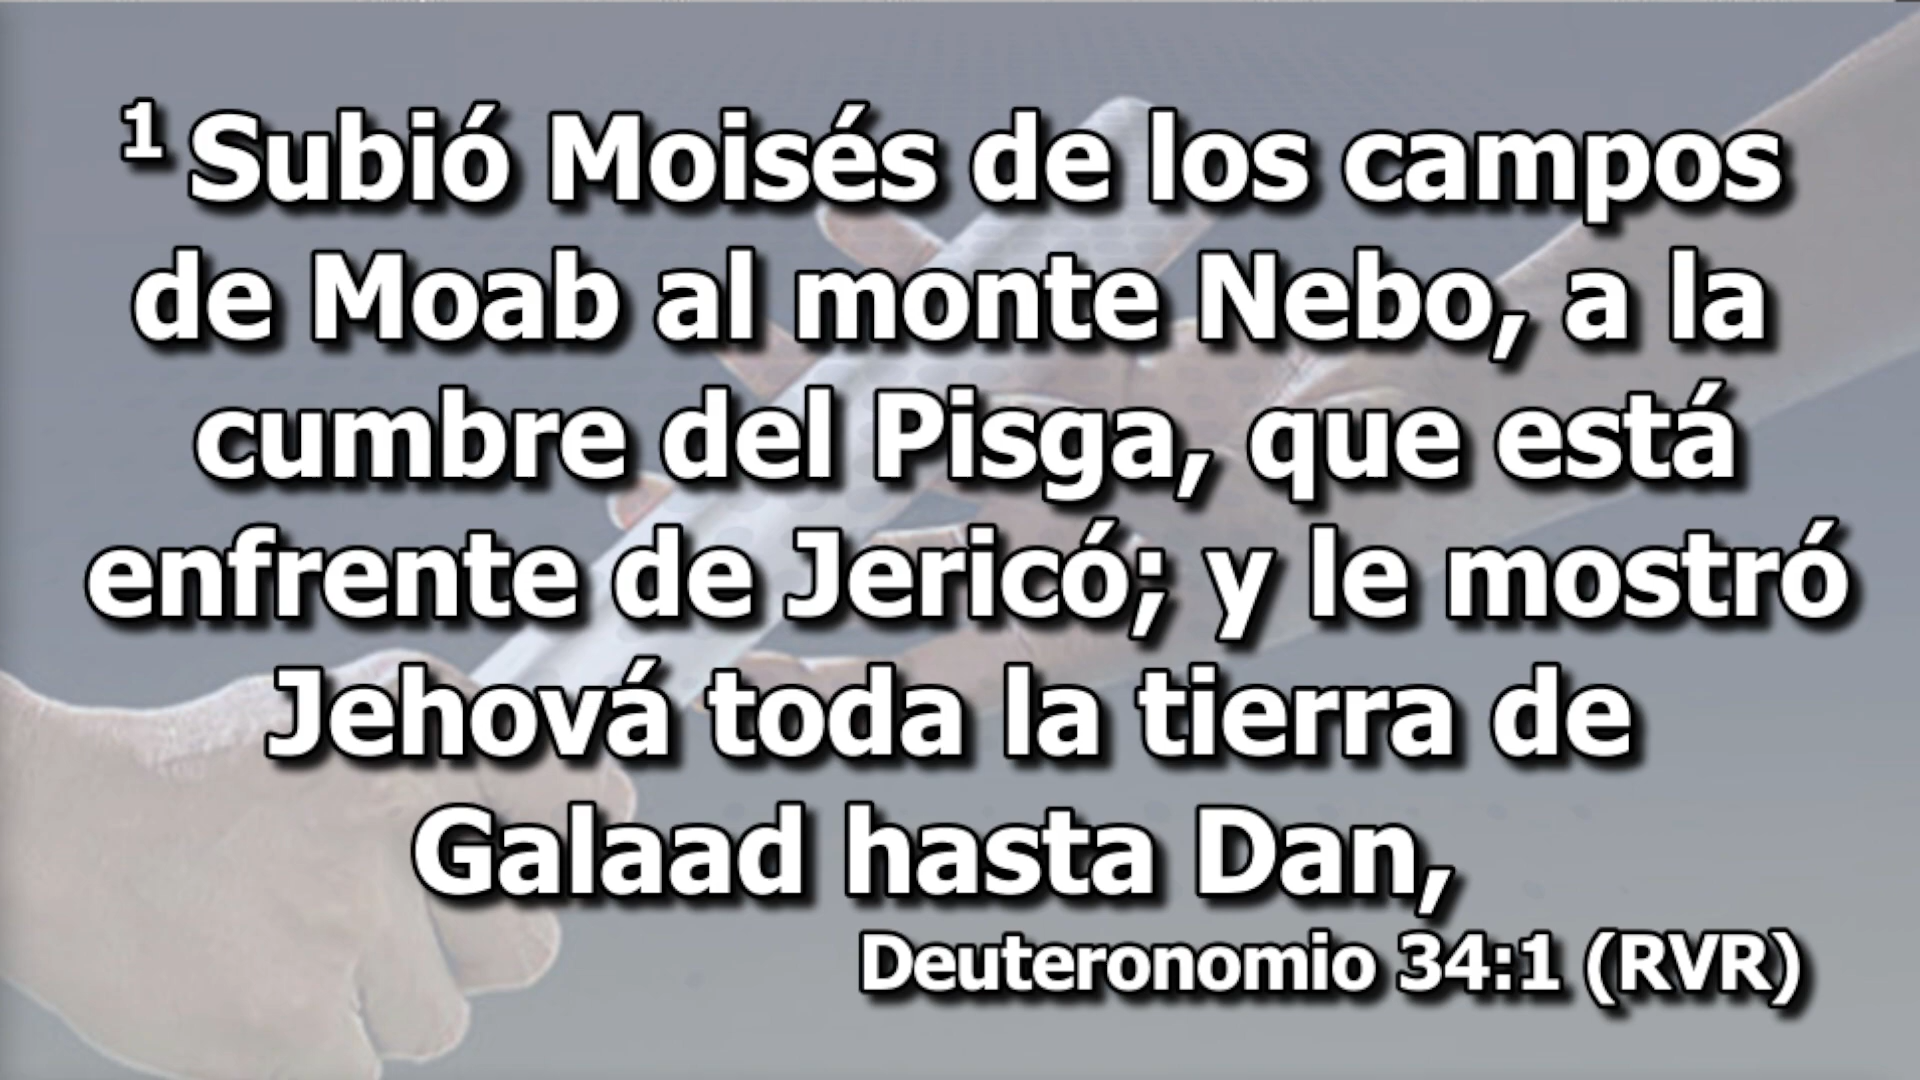 1 Subió Moisés de los campos
de Moab al monte Nebo, a la
cumbre del Pisga, que está
enfrente de Jericó; y le mostró
Jehová toda la tierra de
Galaad hasta Dan,
Deuteronomio 34:1 (RVR)